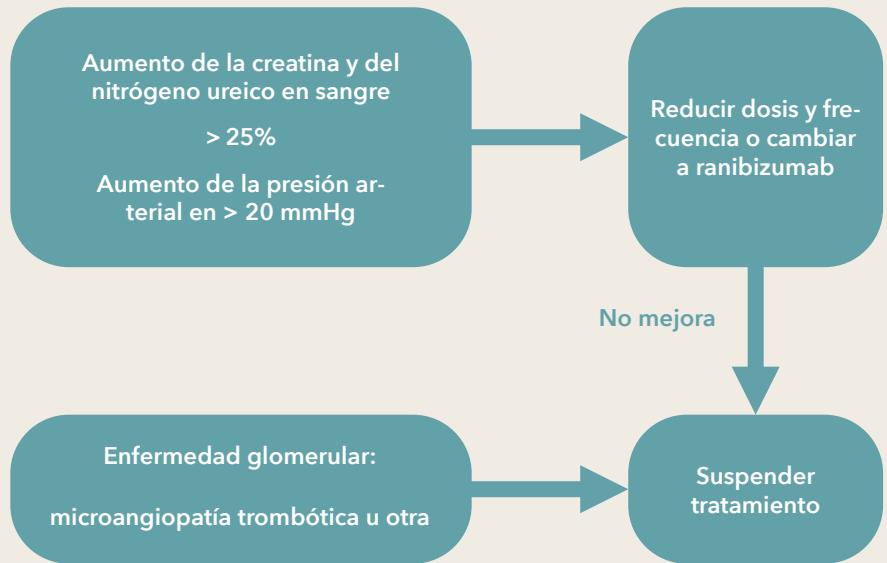 Aumento de la creatina y del
nitrógeno ureico en sangre
> 25%
Aumento de la presión ar-
terial en > 20 mmHg
Reducir dosis y fre-
cuencia o cambiar
a ranibizumab
No mejora
Enfermedad glomerular:
microangiopatía trombótica u otra
Suspender
tratamiento